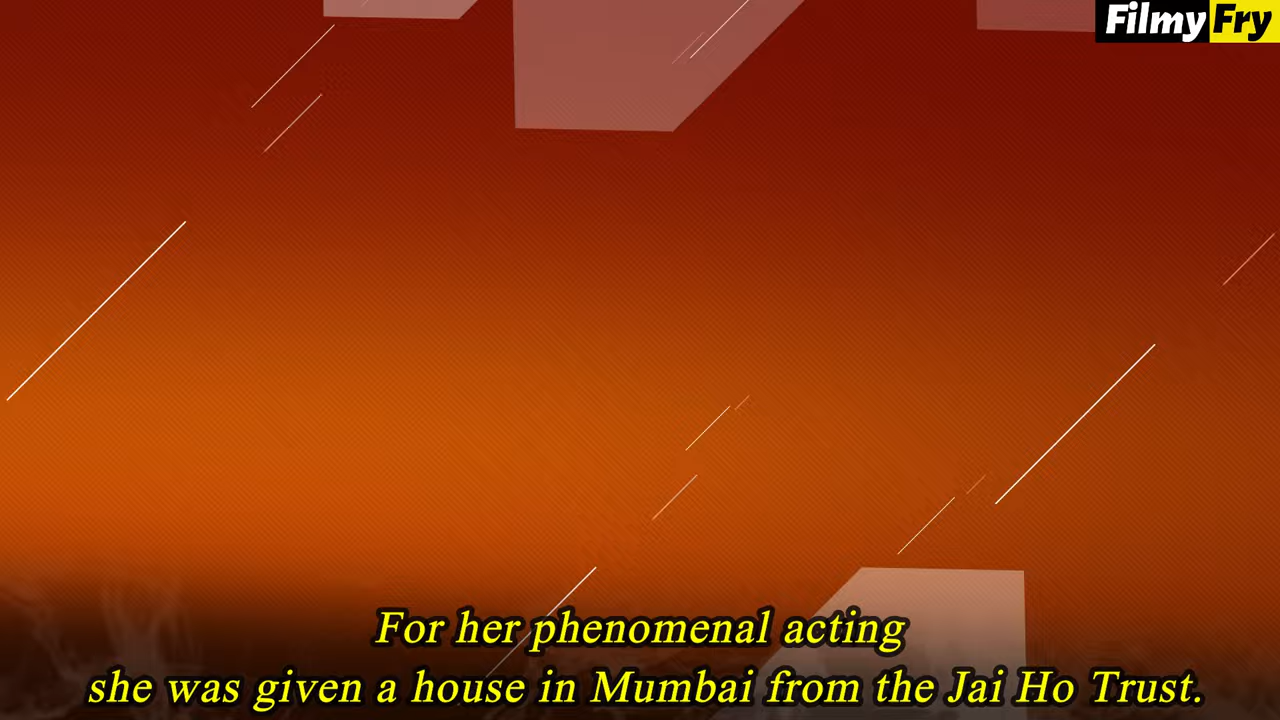 FilmyFry
For her phenomenal acting
she was given a house in Mumbai from the Jai Ho Trust.